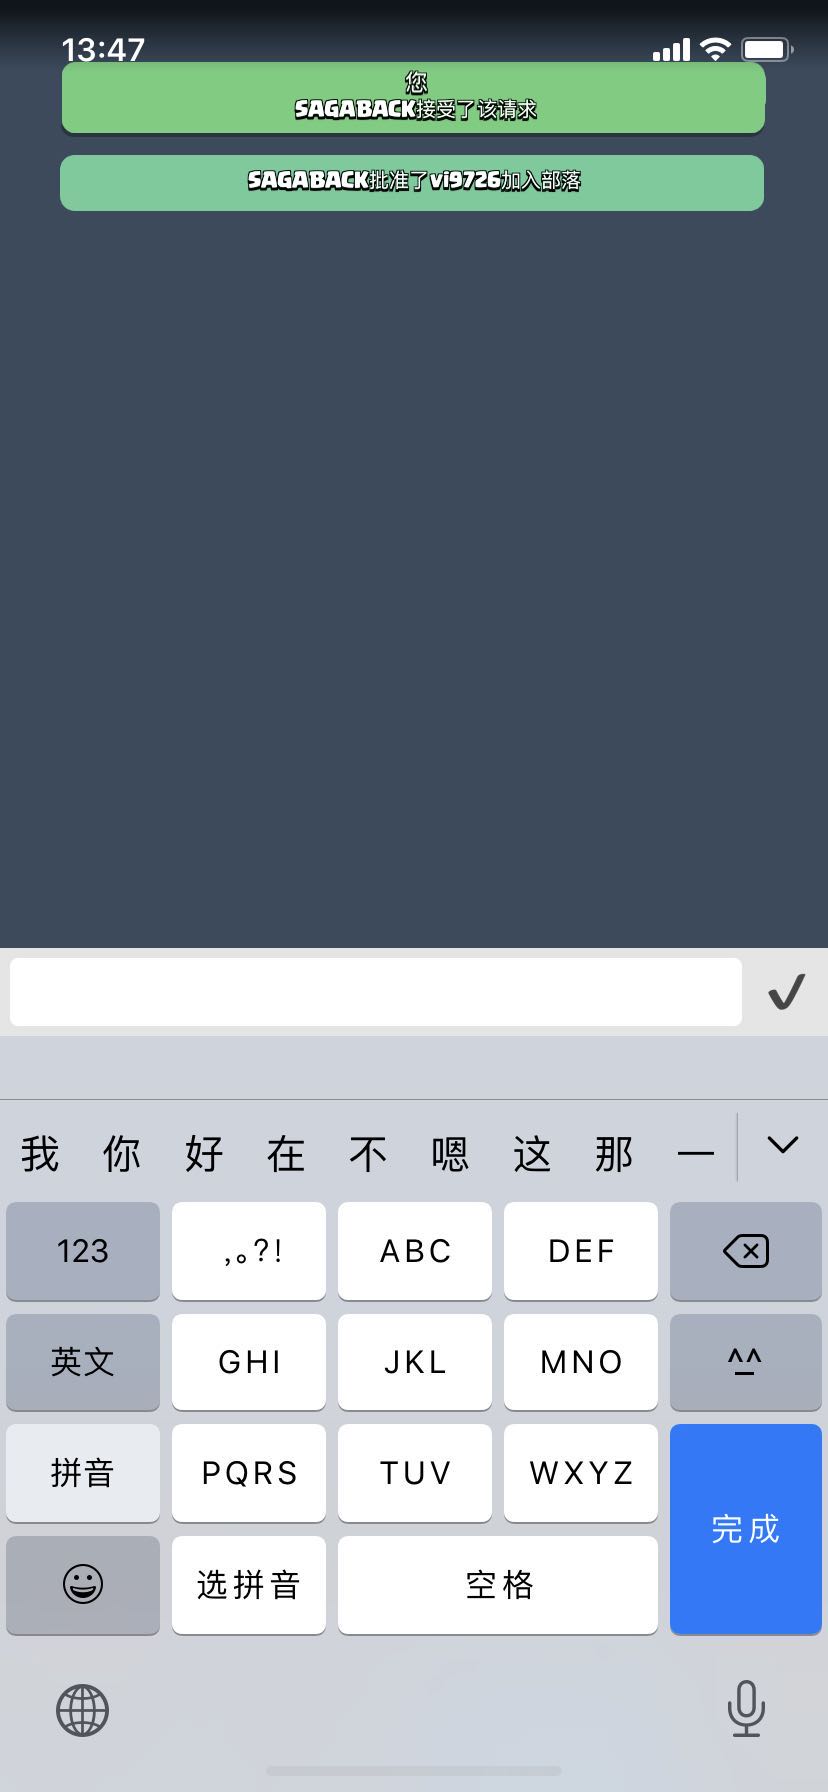 13:47
您
SAGABACK接受了该请求
SAGABACK批准了vi9726加入部落
我 你 好 在 不 嗯 这 那 一
123 ,。?! ABC DEF
英文 GHI JKL MNO ^^
拼音 PQRS TUV WXYZ
完成
选拼音 空格